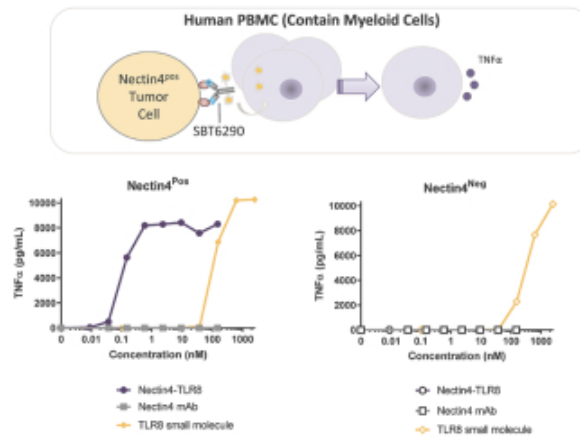 Human PBMC (Contain Myeloid Cells)
Nectin4pos
Tumor
Cell
SBT6290
TNFα
Nectin4Pos
TNFα (pg/mL)
10000
8000
6000
4000
2000
0
0 0.01 0.1 1 10 100 1000
Concentration (nM)
Nectin4-TLR8
Nectin4 mAb
TLR8 small molecule
Nectin4Neg
TNFα (pg/mL)
10000
8000
6000
4000
2000
0
0 0.01 0.1 1 10 100 1000
Concentration (nM)
Nectin4-TLR8
Nectin4 mAb
TLR8 small molecule